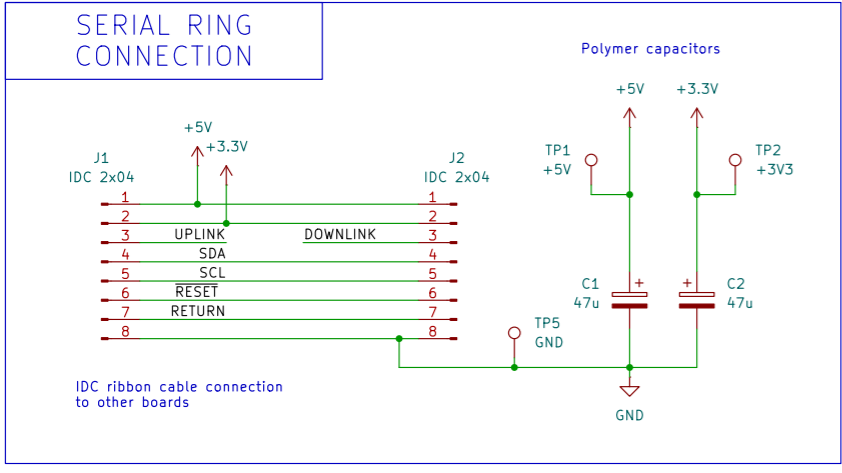 SERIAL RING
CONNECTION
Polymer capacitors
+5V
+3.3V
+5V
+3.3V
J1
IDC 2x04
J2
IDC 2x04
TP1
+5V
TP2
+3V3
1
1
2
2
3
UPLINK
DOWNLINK
3
4
SDA
4
5
SCL
5
6
RESET
6
7
RETURN
7
8
8
C1
47u
+
+
C2
47u
TP5
GND
IDC ribbon cable connection
to other boards
GND